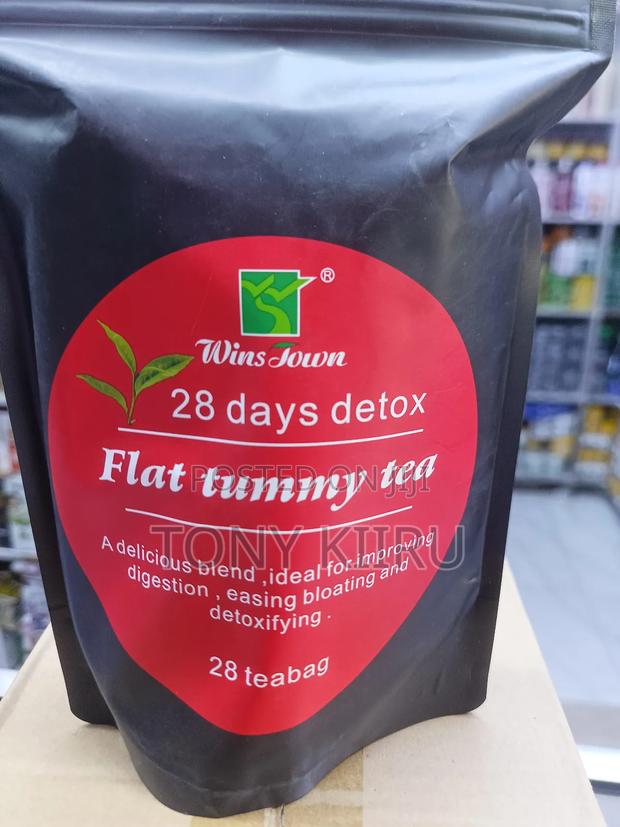 ®
Wins Town
28 days detox
Flat tummy tea
POSTED ON JIJI
TONY KIIRU
A delicious blend ,ideal for improving
digestion , easing bloating and
detoxifying .
28 teabag